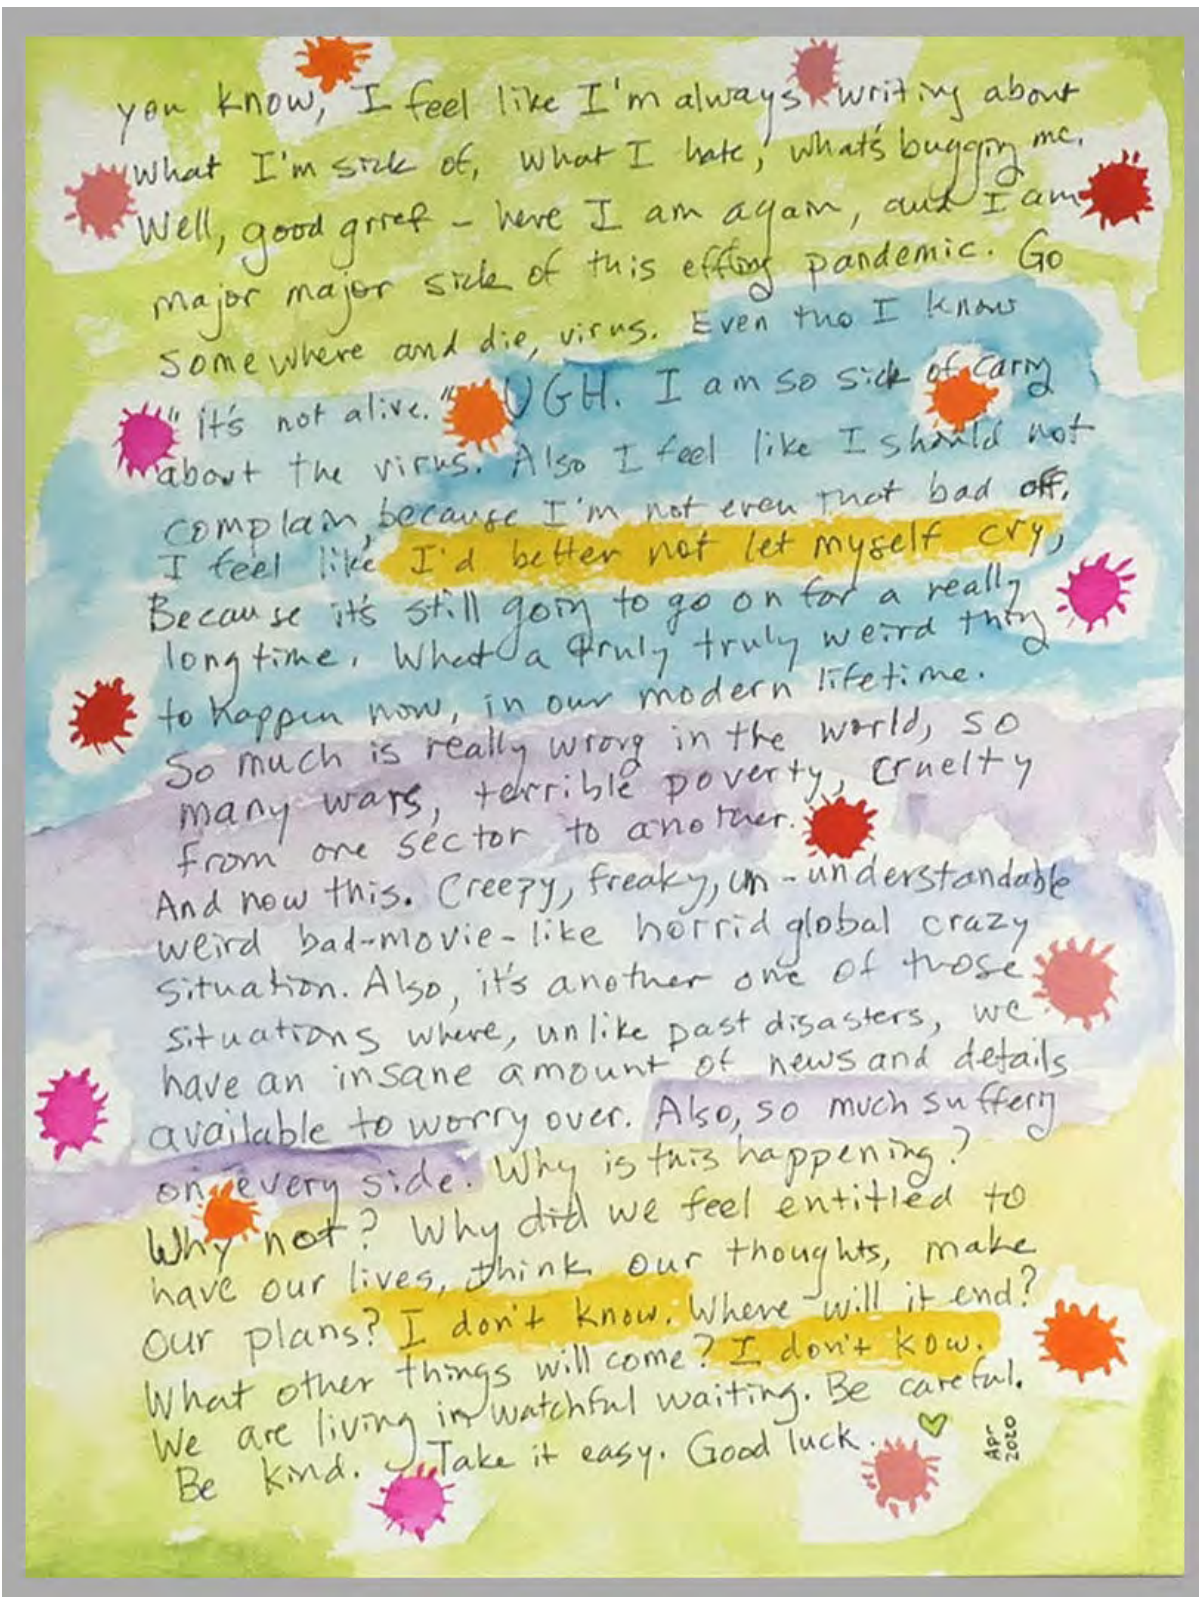 you know, I feel like I'm always writing about
what I'm sick of, what I hate, what's bugging me.
Well, good grief - here I am again, and I am
major major sick of this effing pandemic. Go
somewhere and die, virus. Even tho I know
"it's not alive." UGH. I am so sick of caring
about the virus. Also I feel like I should not
complain, because I'm not even that bad off.
I feel like I'd better not let myself cry,
Because it's still going to go on for a really
long time. What a truly truly weird thing
to happen now, in our modern lifetime.
So much is really wrong in the world, so
many wars, terrible poverty, cruelty
from one sector to another.
And now this. Creepy, freaky, un-understandable
weird bad-movie-like horrid global crazy
situation. Also, it's another one of those
situations where, unlike past disasters, we
have an insane amount of news and details
available to worry over. Also, so much suffering
on every side. Why is this happening?
Why not? Why did we feel entitled to
have our lives, think our thoughts, make
our plans? I don't know. Where will it end?
What other things will come? I don't kow.
We are living in watchful waiting. Be careful.
Be kind. Take it easy. Good luck.
Apr
2020